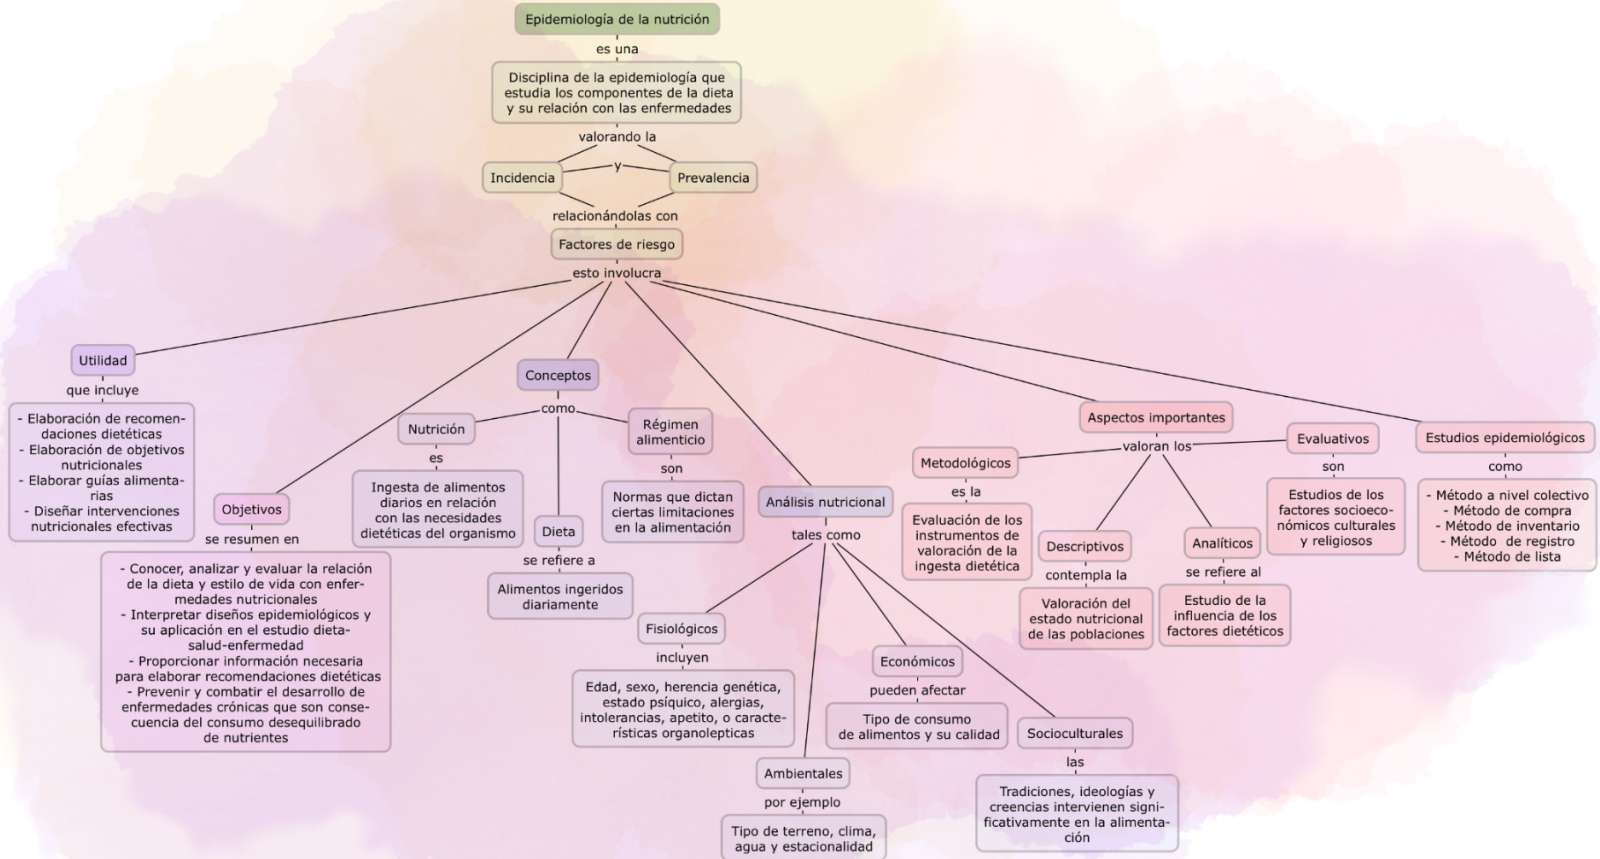 Epidemiología de la nutrición
es una
Disciplina de la epidemiología que
estudia los componentes de la dieta
y su relación con las enfermedades
valorando la
Incidencia
y
Prevalencia
relacionándolas con
Factores de riesgo
esto involucra
Utilidad
que incluye
- Elaboración de recomen-
daciones dietéticas
- Elaboración de objetivos
nutricionales
- Elaborar guías alimenta-
rias
- Diseñar intervenciones
nutricionales efectivas
Objetivos
se resumen en
- Conocer, analizar y evaluar la relación
de la dieta y estilo de vida con enfer-
medades nutricionales
- Interpretar diseños epidemiológicos y
su aplicación en el estudio dieta-
salud-enfermedad
- Proporcionar información necesaria
para elaborar recomendaciones dietéticas
- Prevenir y combatir el desarrollo de
enfermedades crónicas que son conse-
cuencia del consumo desequilibrado
de nutrientes
Conceptos
como
Nutrición
es
Ingesta de alimentos
diarios en relación
con las necesidades
dietéticas del organismo
Dieta
se refiere a
Alimentos ingeridos
diariamente
Régimen
alimenticio
son
Normas que dictan
ciertas limitaciones
en la alimentación
Análisis nutricional
tales como
Fisiológicos
incluyen
Edad, sexo, herencia genética,
estado psíquico, alergias,
intolerancias, apetito, o caracte-
rísticas organolepticas
Ambientales
por ejemplo
Tipo de terreno, clima,
agua y estacionalidad
Económicos
pueden afectar
Tipo de consumo
de alimentos y su calidad
Socioculturales
las
Tradiciones, ideologías y
creencias intervienen signi-
ficativamente en la alimenta-
ción
Aspectos importantes
valoran los
Metodológicos
es la
Evaluación de los
instrumentos de
valoración de la
ingesta dietética
Descriptivos
contempla la
Valoración del
estado nutricional
de las poblaciones
Analíticos
se refiere al
Estudio de la
influencia de los
factores dietéticos
Evaluativos
son
Estudios de los
factores socioeco-
nómicos culturales
y religiosos
Estudios epidemiológicos
como
- Método a nivel colectivo
- Método de compra
- Método de inventario
- Método de registro
- Método de lista